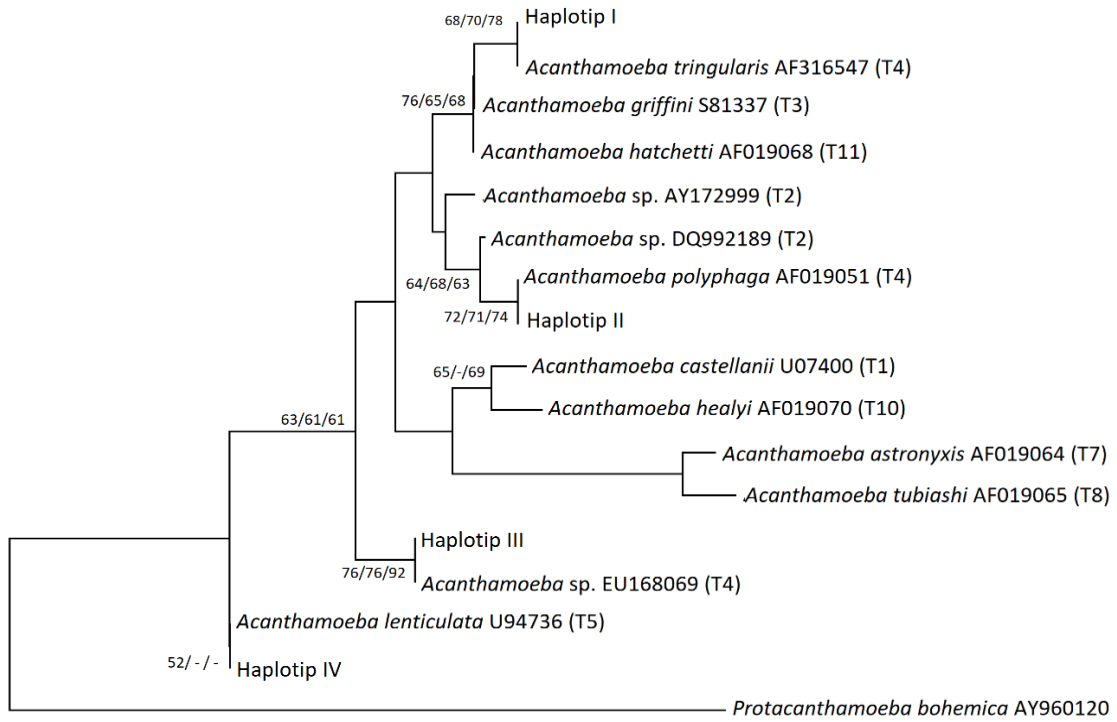 68/70/78
Haplotip I
Acanthamoeba tringularis AF316547 (T4)
76/65/68
Acanthamoeba griffini S81337 (T3)
Acanthamoeba hatchetti AF019068 (T11)
Acanthamoeba sp. AY172999 (T2)
Acanthamoeba sp. DQ992189 (T2)
64/68/63
Acanthamoeba polyphaga AF019051 (T4)
72/71/74
Haplotip II
65/-/69
Acanthamoeba castellanii U07400 (T1)
Acanthamoeba healyi AF019070 (T10)
63/61/61
Acanthamoeba astronyxis AF019064 (T7)
Acanthamoeba tubiashi AF019065 (T8)
Haplotip III
76/76/92
Acanthamoeba sp. EU168069 (T4)
Acanthamoeba lenticulata U94736 (T5)
52/ - / -
Haplotip IV
Protacanthamoeba bohemica AY960120